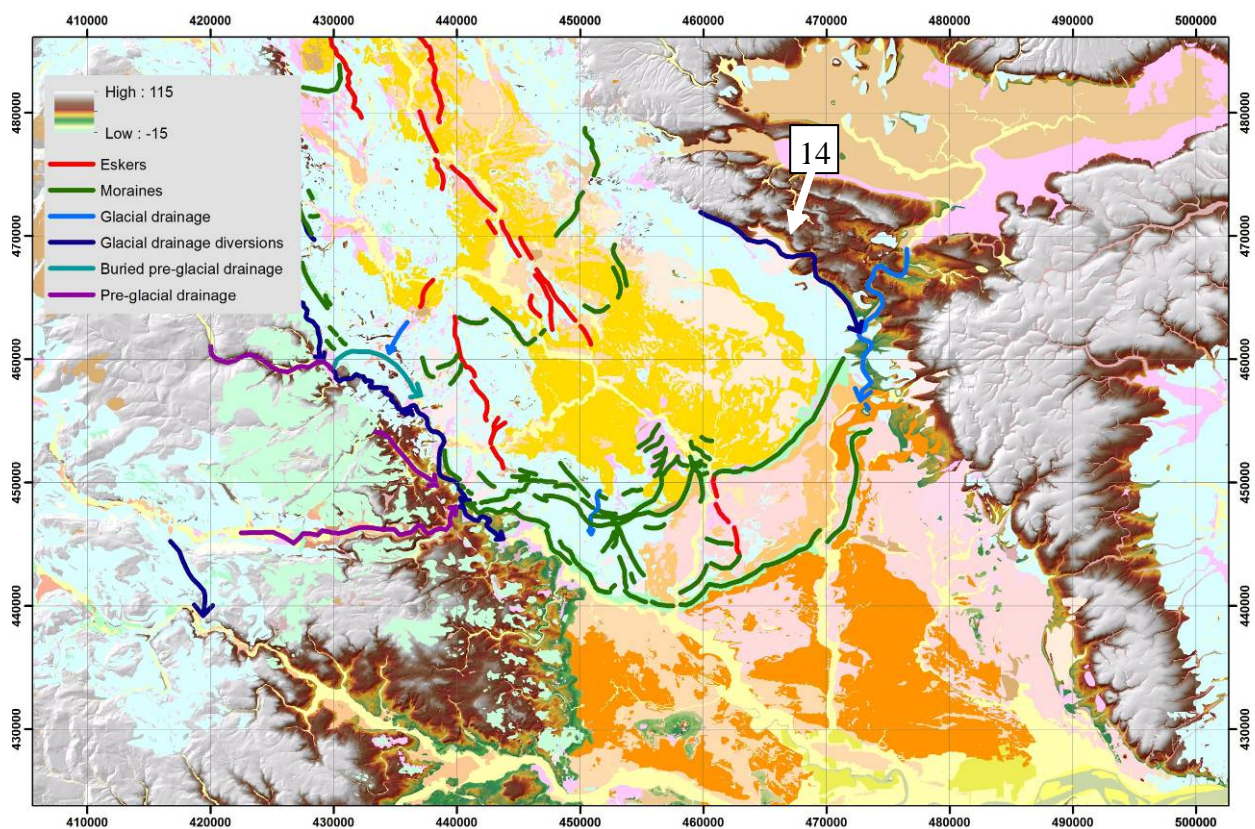 410000 420000 430000 440000 450000 460000 470000 480000 490000 500000
High : 115
Low : -15
Eskers
Moraines
Glacial drainage
Glacial drainage diversions
Buried pre-glacial drainage
Pre-glacial drainage
14
480000 480000
470000 470000
460000 460000
450000 450000
440000 440000
430000 430000
410000 420000 430000 440000 450000 460000 470000 480000 490000 500000